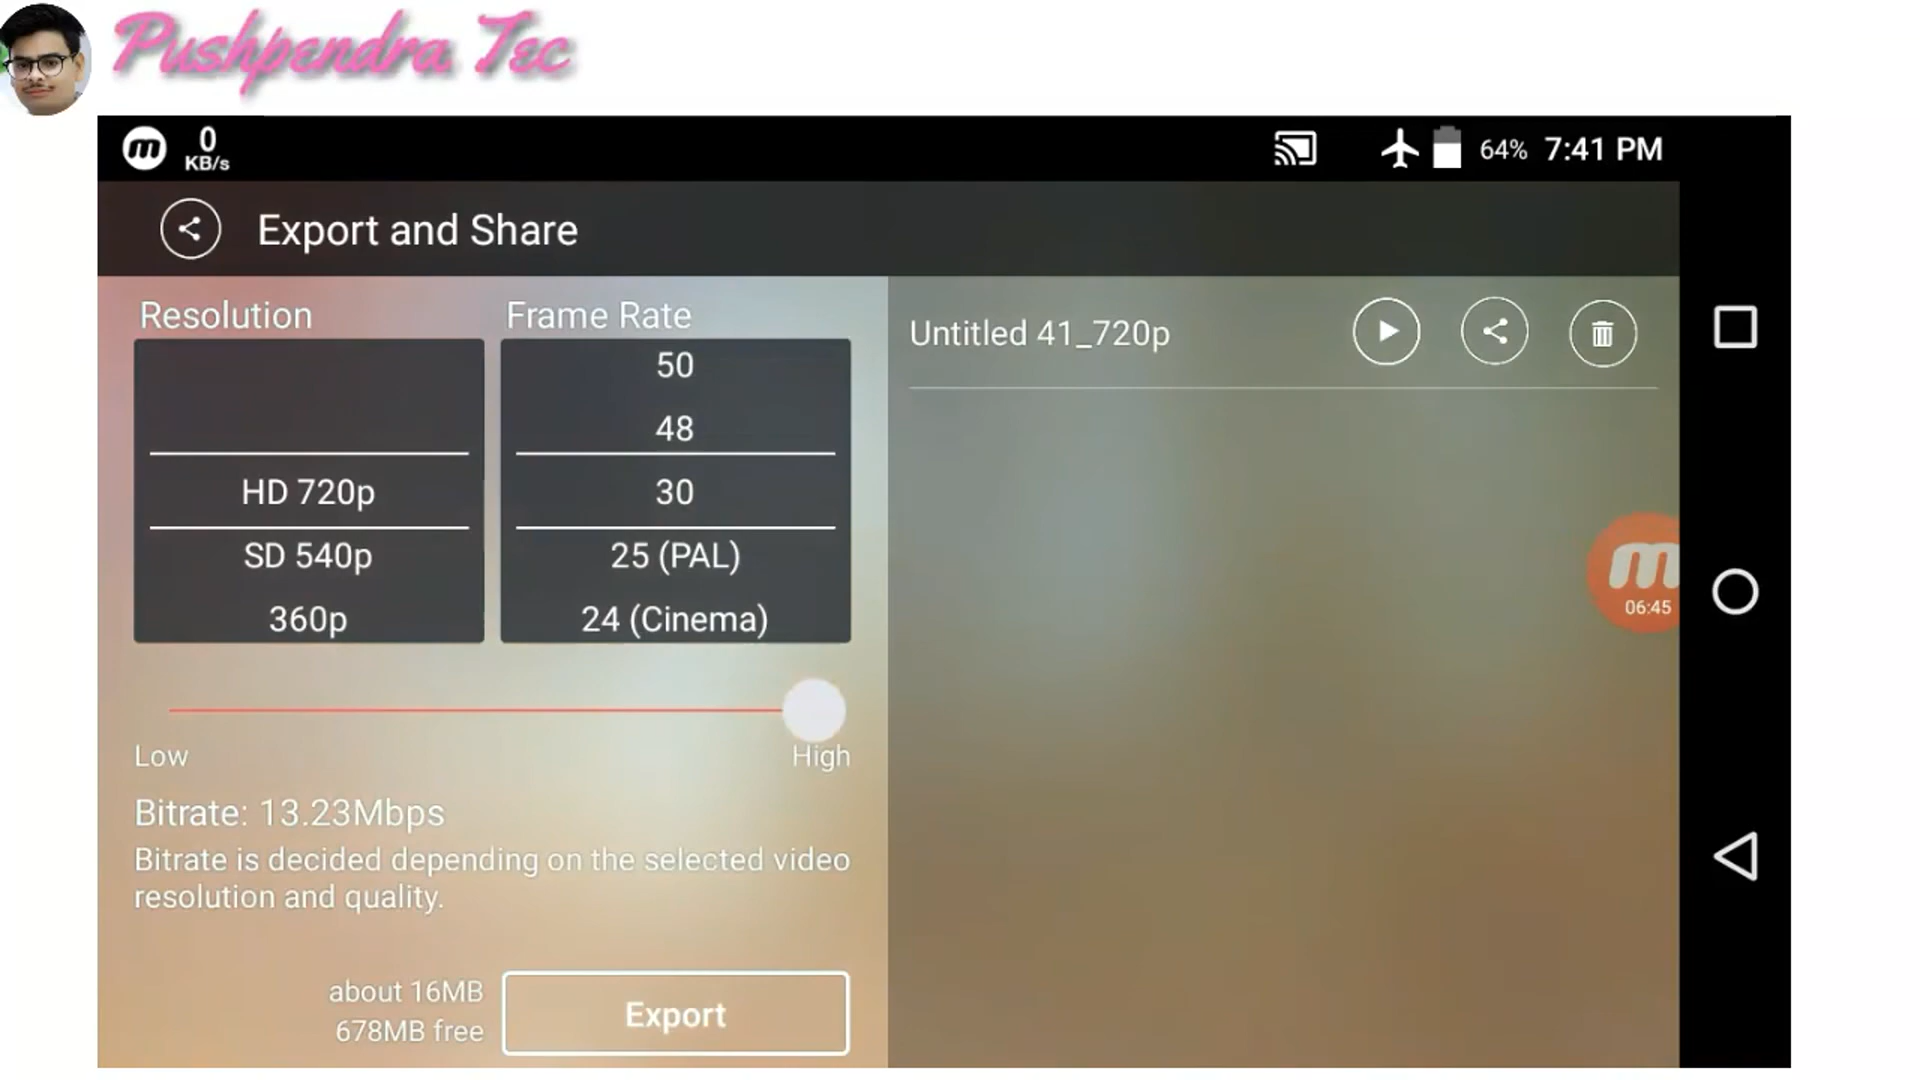 Pushpendra Tec
0
KB/s
64% 7:41 PM
Export and Share
Resolution
Frame Rate
50
48
HD 720p
30
SD 540p
25 (PAL)
360p
24 (Cinema)
Low
High
Bitrate: 13.23Mbps
Bitrate is decided depending on the selected video
resolution and quality.
about 16MB
678MB free
Export
Untitled 41_720p
06:45